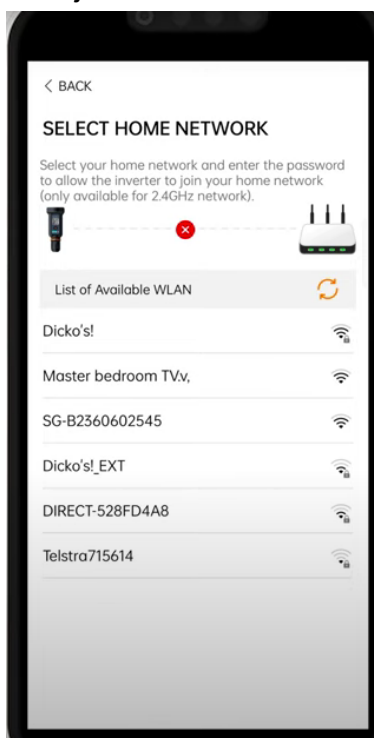 < BACK
SELECT HOME NETWORK
Select your home network and enter the password
to allow the inverter to join your home network
(only available for 2.4GHz network).
List of Available WLAN
Dicko's!
Master bedroom TV.v,
SG-B2360602545
Dicko's!_EXT
DIRECT-528FD4A8
Telstra715614